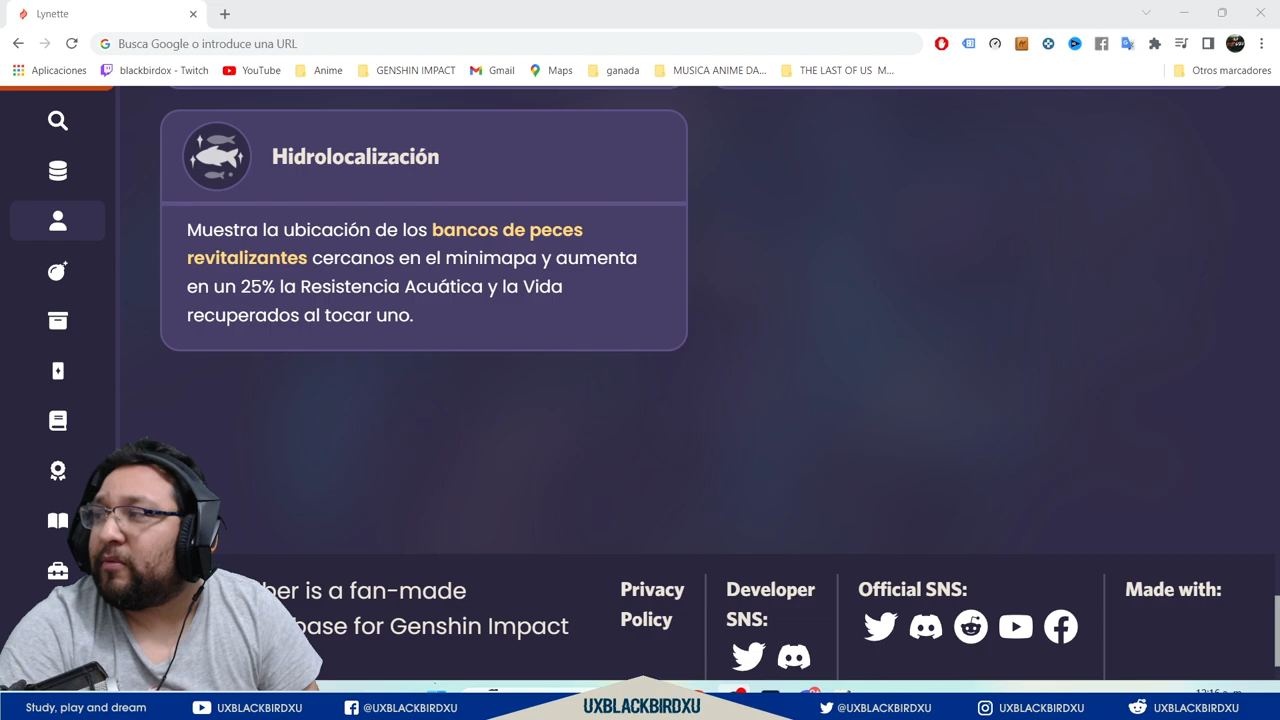 Lynette
Busca Google o introduce una URL
Aplicaciones
blackbirdox - Twitch
YouTube
Anime
GENSHIN IMPACT
Gmail
Maps
ganada
MUSICA ANIME DA...
THE LAST OF US M...
Otros marcadores
Hidrolocalización
Muestra la ubicación de los bancos de peces
revitalizantes cercanos en el minimapa y aumenta
en un 25% la Resistencia Acuática y la Vida
recuperados al tocar uno.
is a fan-made
for Genshin Impact
Privacy
Policy
Developer
SNS:
Official SNS:
Made with:
Study, play and dream
UXBLACKBIRDXU
@UXBLACKBIRDXU
UXBLACKBIRDXU
@UXBLACKBIRDXU
UXBLACKBIRDXU
UXBLACKBIRDXU